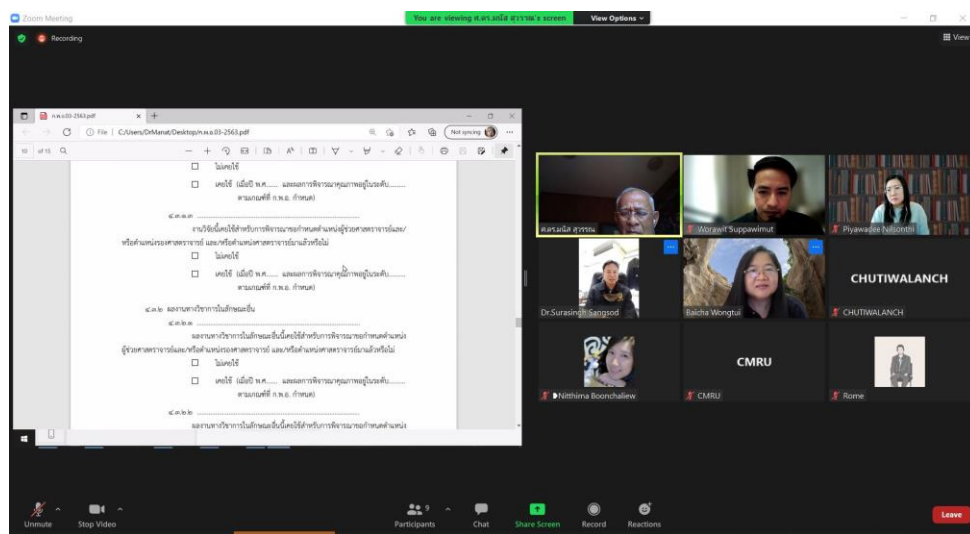 Zoom Meeting
You are viewing ศ.ดร.มนัส สุวรรณ's screen
View Options
Recording
View
ก.พ.อ.03-2563.pdf
File
C:/Users/DrManat/Desktop/ก.พ.อ.03-2563.pdf
Not syncing
10 of 15
ไม่เคยใช้
เคยใช้ (เมื่อปี พ.ศ....... และผลการพิจารณาคุณภาพอยู่ในระดับ.........
ตามเกณฑ์ที่ ก.พ.อ. กำหนด)
๔.๓.๑.๓ ........................................................................
งานวิจัยนี้เคยใช้สำหรับการพิจารณาขอกำหนดตำแหน่งผู้ช่วยศาสตราจารย์และ/
หรือตำแหน่งรองศาสตราจารย์ และ/หรือตำแหน่งศาสตราจารย์มาแล้วหรือไม่
ไม่เคยใช้
เคยใช้ (เมื่อปี พ.ศ....... และผลการพิจารณาคุณภาพอยู่ในระดับ.........
ตามเกณฑ์ที่ ก.พ.อ. กำหนด)
๔.๓.๒ ผลงานทางวิชาการในลักษณะอื่น
๔.๓.๒.๑ ........................................................................
ผลงานทางวิชาการในลักษณะอื่นนี้เคยใช้สำหรับการพิจารณาขอกำหนดตำแหน่ง
ผู้ช่วยศาสตราจารย์และ/หรือตำแหน่งรองศาสตราจารย์ และ/หรือตำแหน่งศาสตราจารย์มาแล้วหรือไม่
ไม่เคยใช้
เคยใช้ (เมื่อปี พ.ศ....... และผลการพิจารณาคุณภาพอยู่ในระดับ.........
ตามเกณฑ์ที่ ก.พ.อ. กำหนด)
๔.๓.๒.๒ ........................................................................
ผลงานทางวิชาการในลักษณะอื่นนี้เคยใช้สำหรับการพิจารณาขอกำหนดตำแหน่ง
ศ.ดร.มนัส สุวรรณ
Worawit Suppawimut
Piyawadee Nilsonthi
Dr.Surasingh Sangsod
Baicha Wongtui
CHUTIWALANCH
CHUTIWALANCH
Nitthima Boonchaliew
CMRU
CMRU
Rome
Unmute
Stop Video
Participants
9
Chat
Share Screen
Record
Reactions
Leave